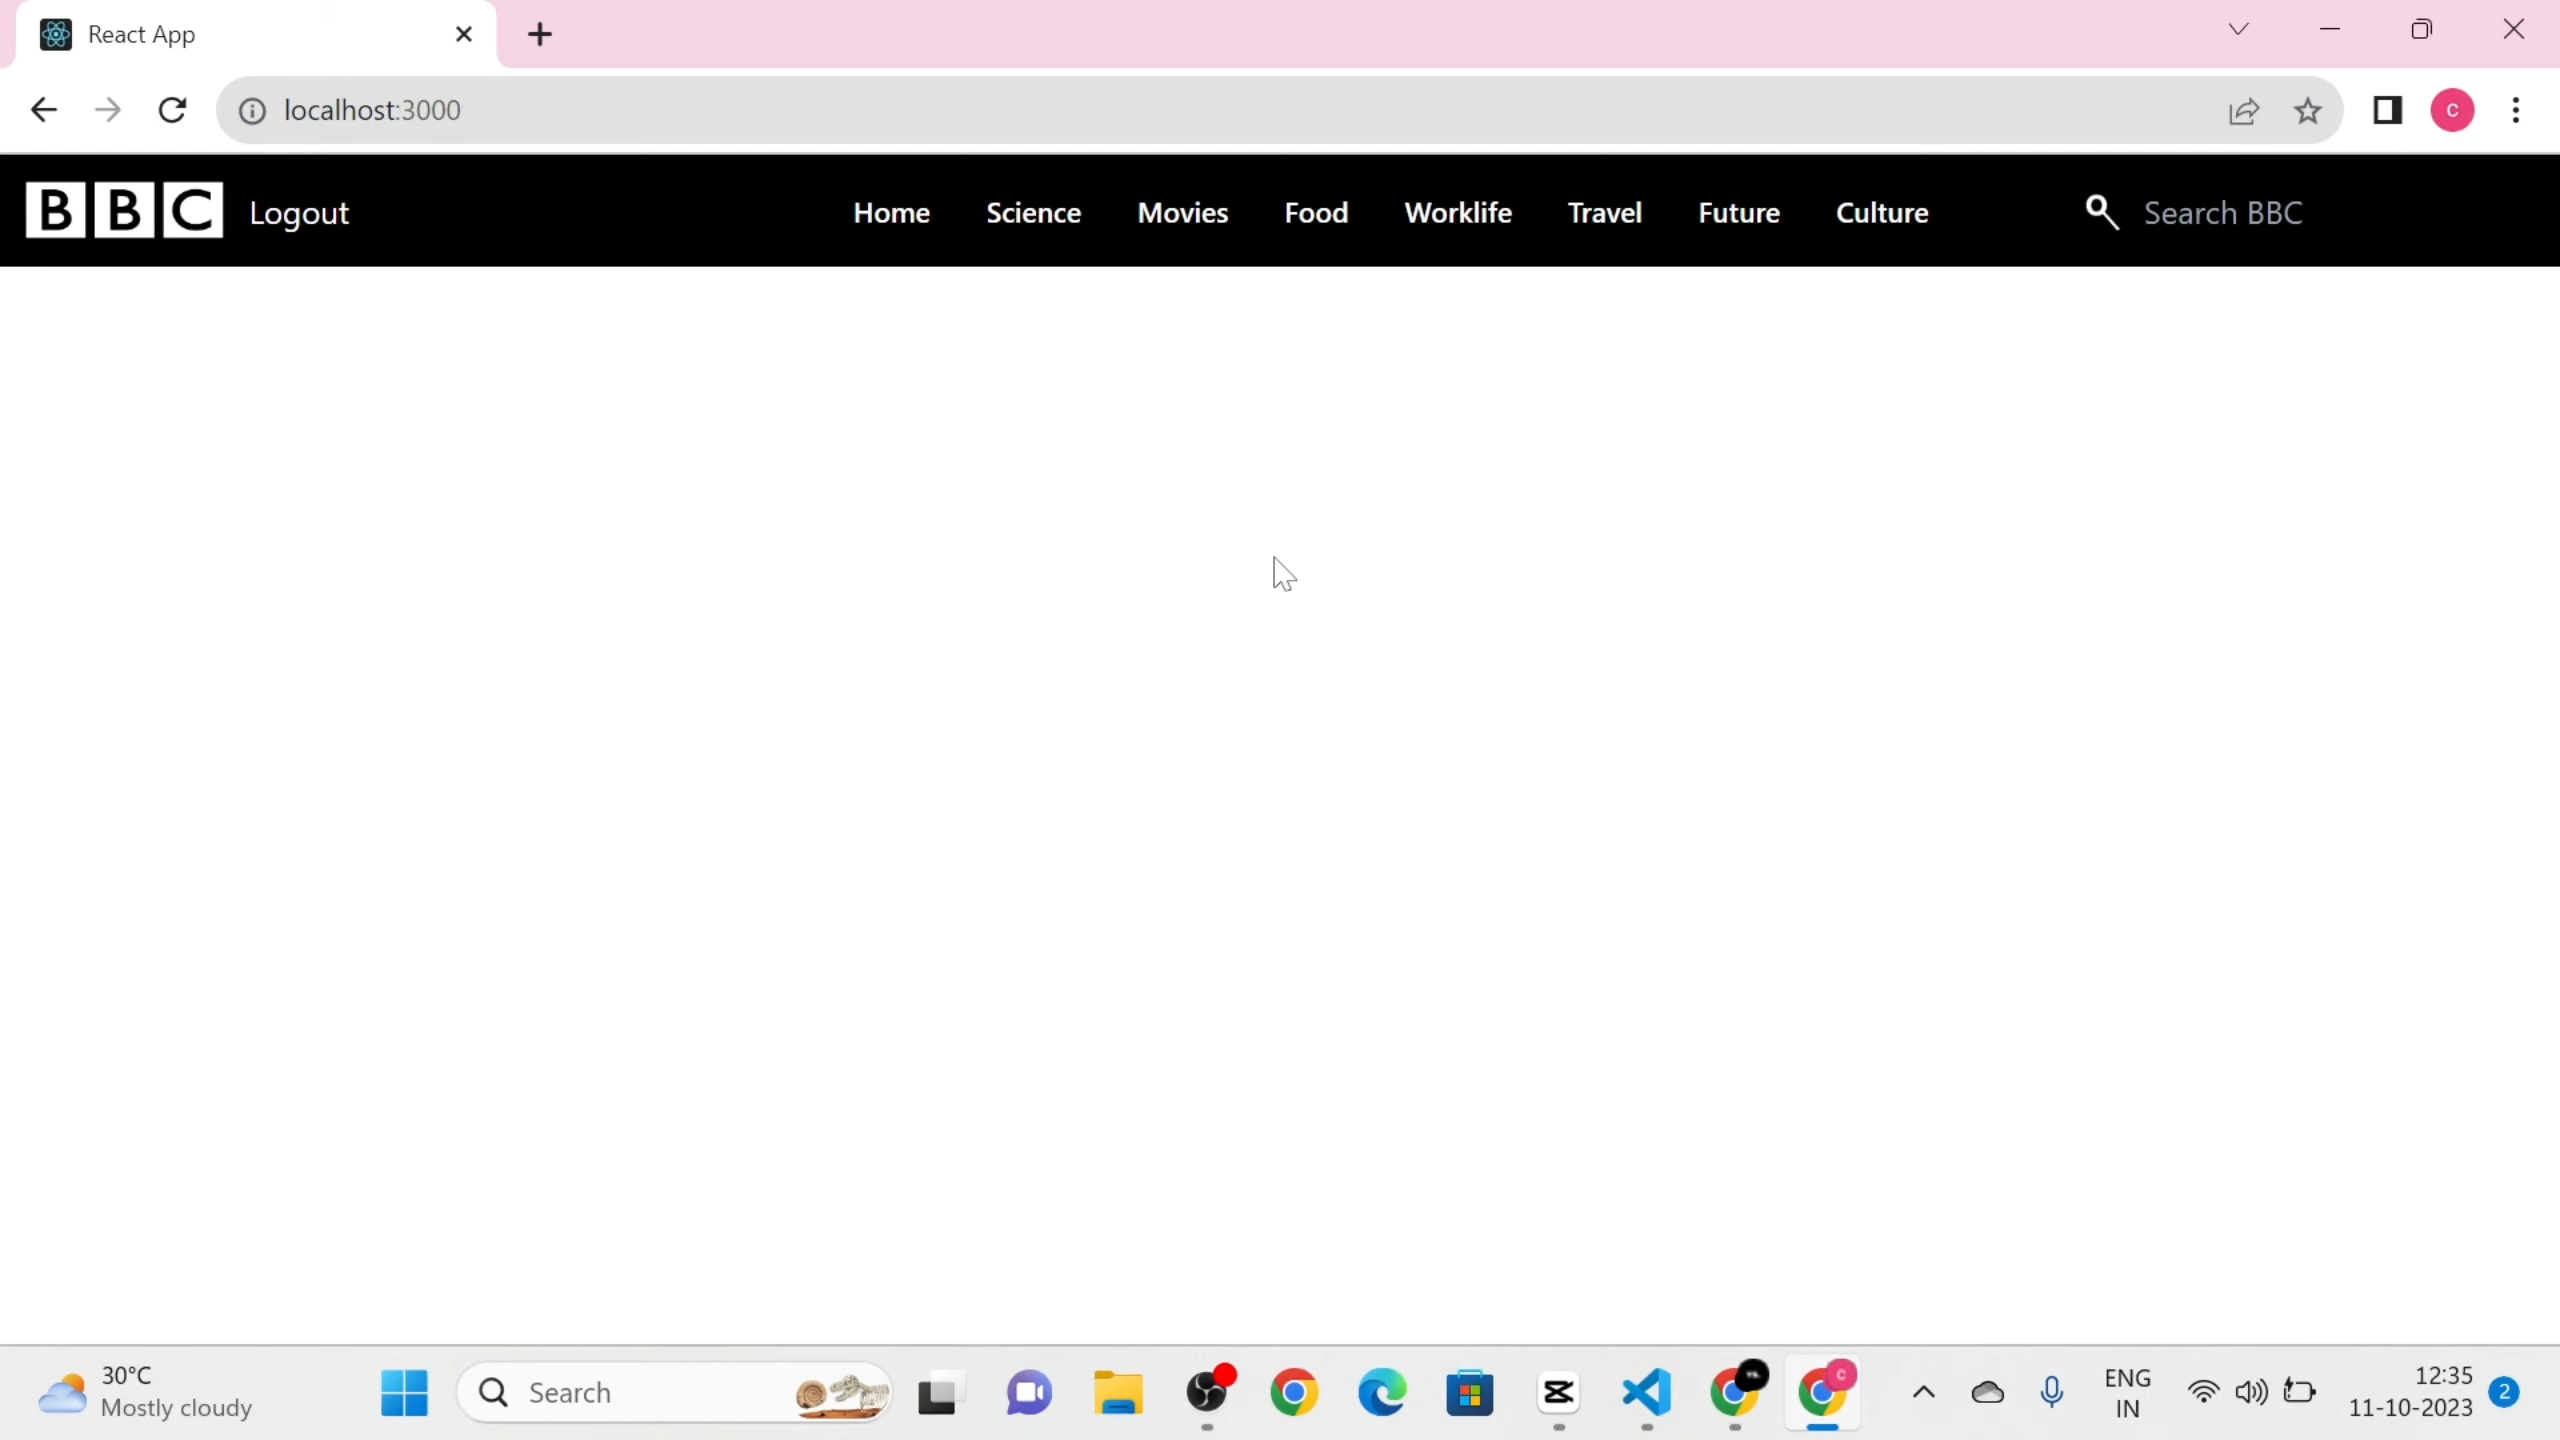 React App
localhost:3000
BBC Logout Home Science Movies Food Worklife Travel Future Culture Search BBC
C
30°C
Mostly cloudy
Search
C
ENG
IN
12:35
11-10-2023
2